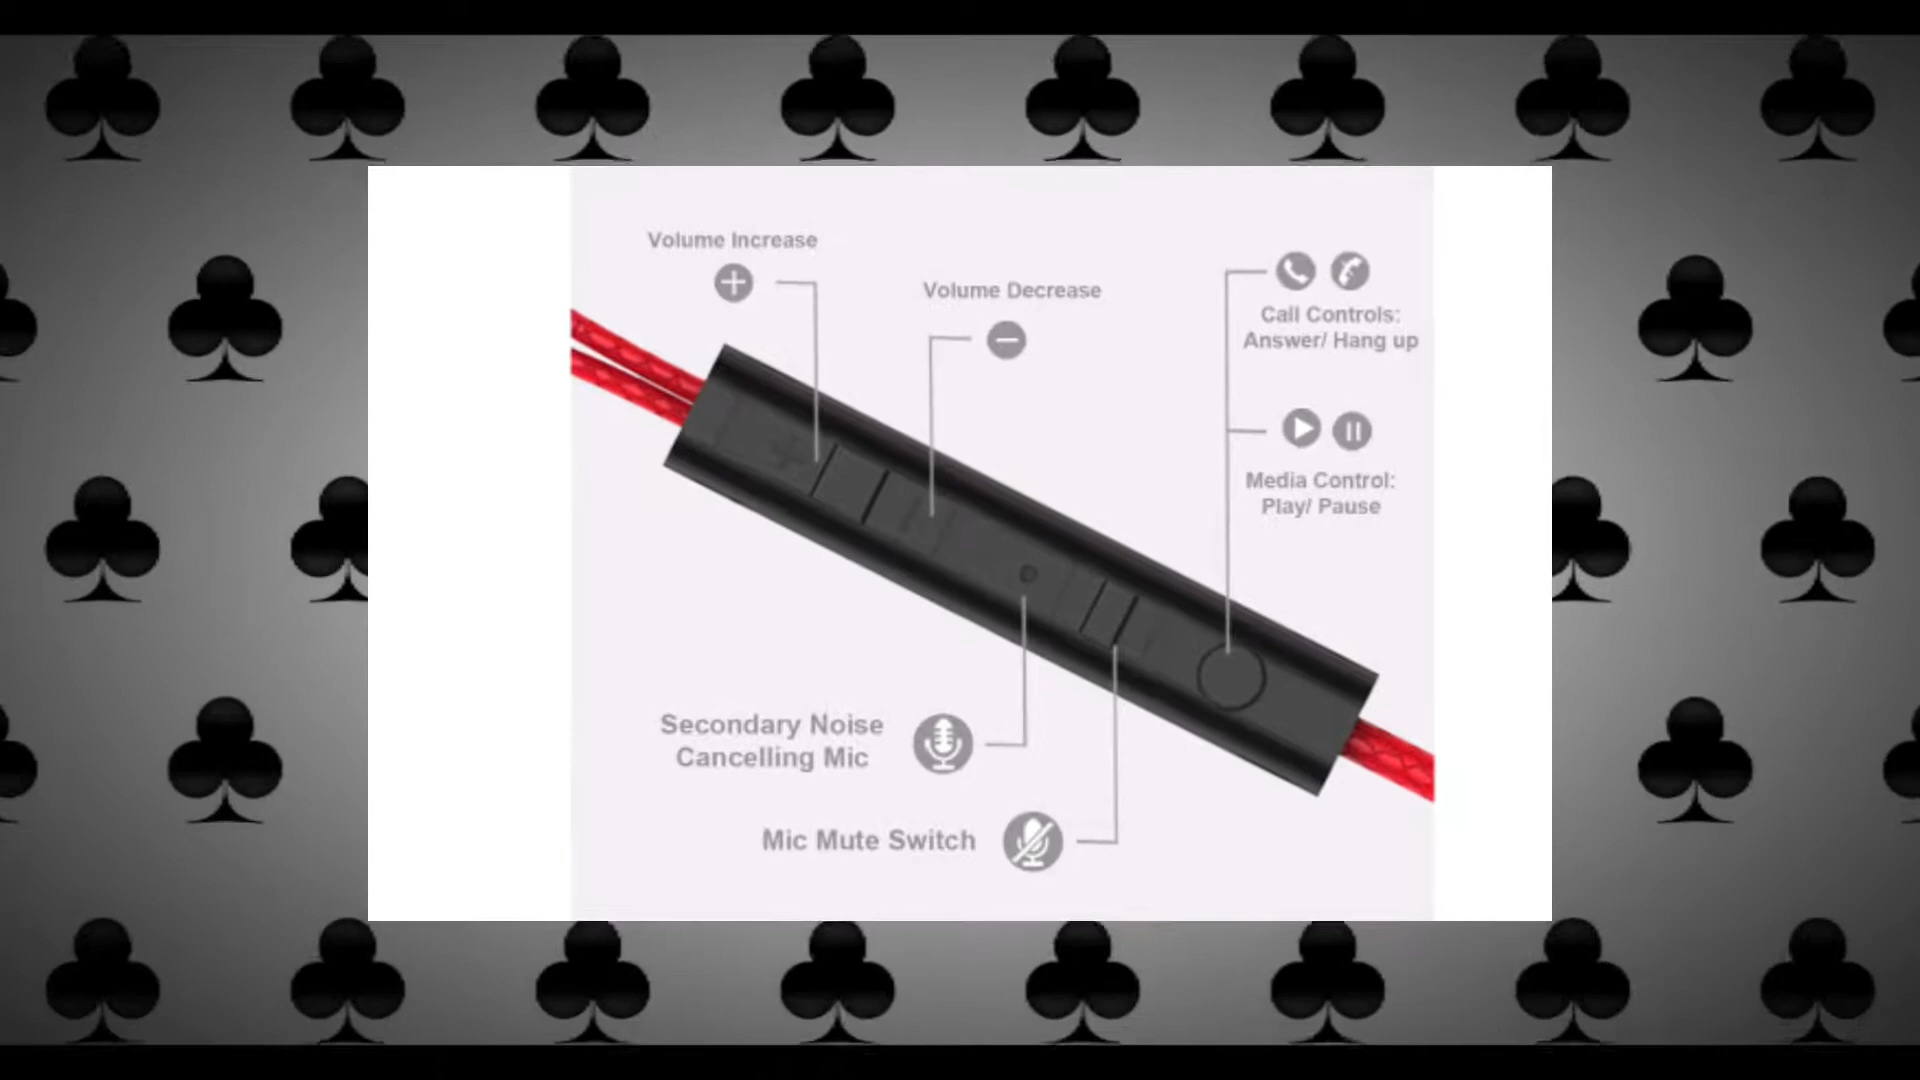 Volume Increase
Volume Decrease
Call Controls:
Answer/ Hang up
Media Control:
Play/ Pause
Secondary Noise
Cancelling Mic
Mic Mute Switch